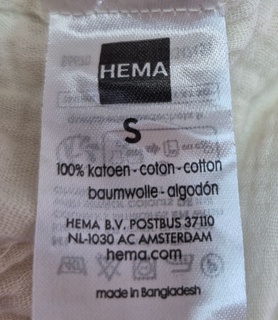 HEMA
S
100% katoen - coton - cotton
baumwolle - algodón
HEMA B.V. POSTBUS 37110
NL-1030 AC AMSTERDAM
hema.com
made in Bangladesh